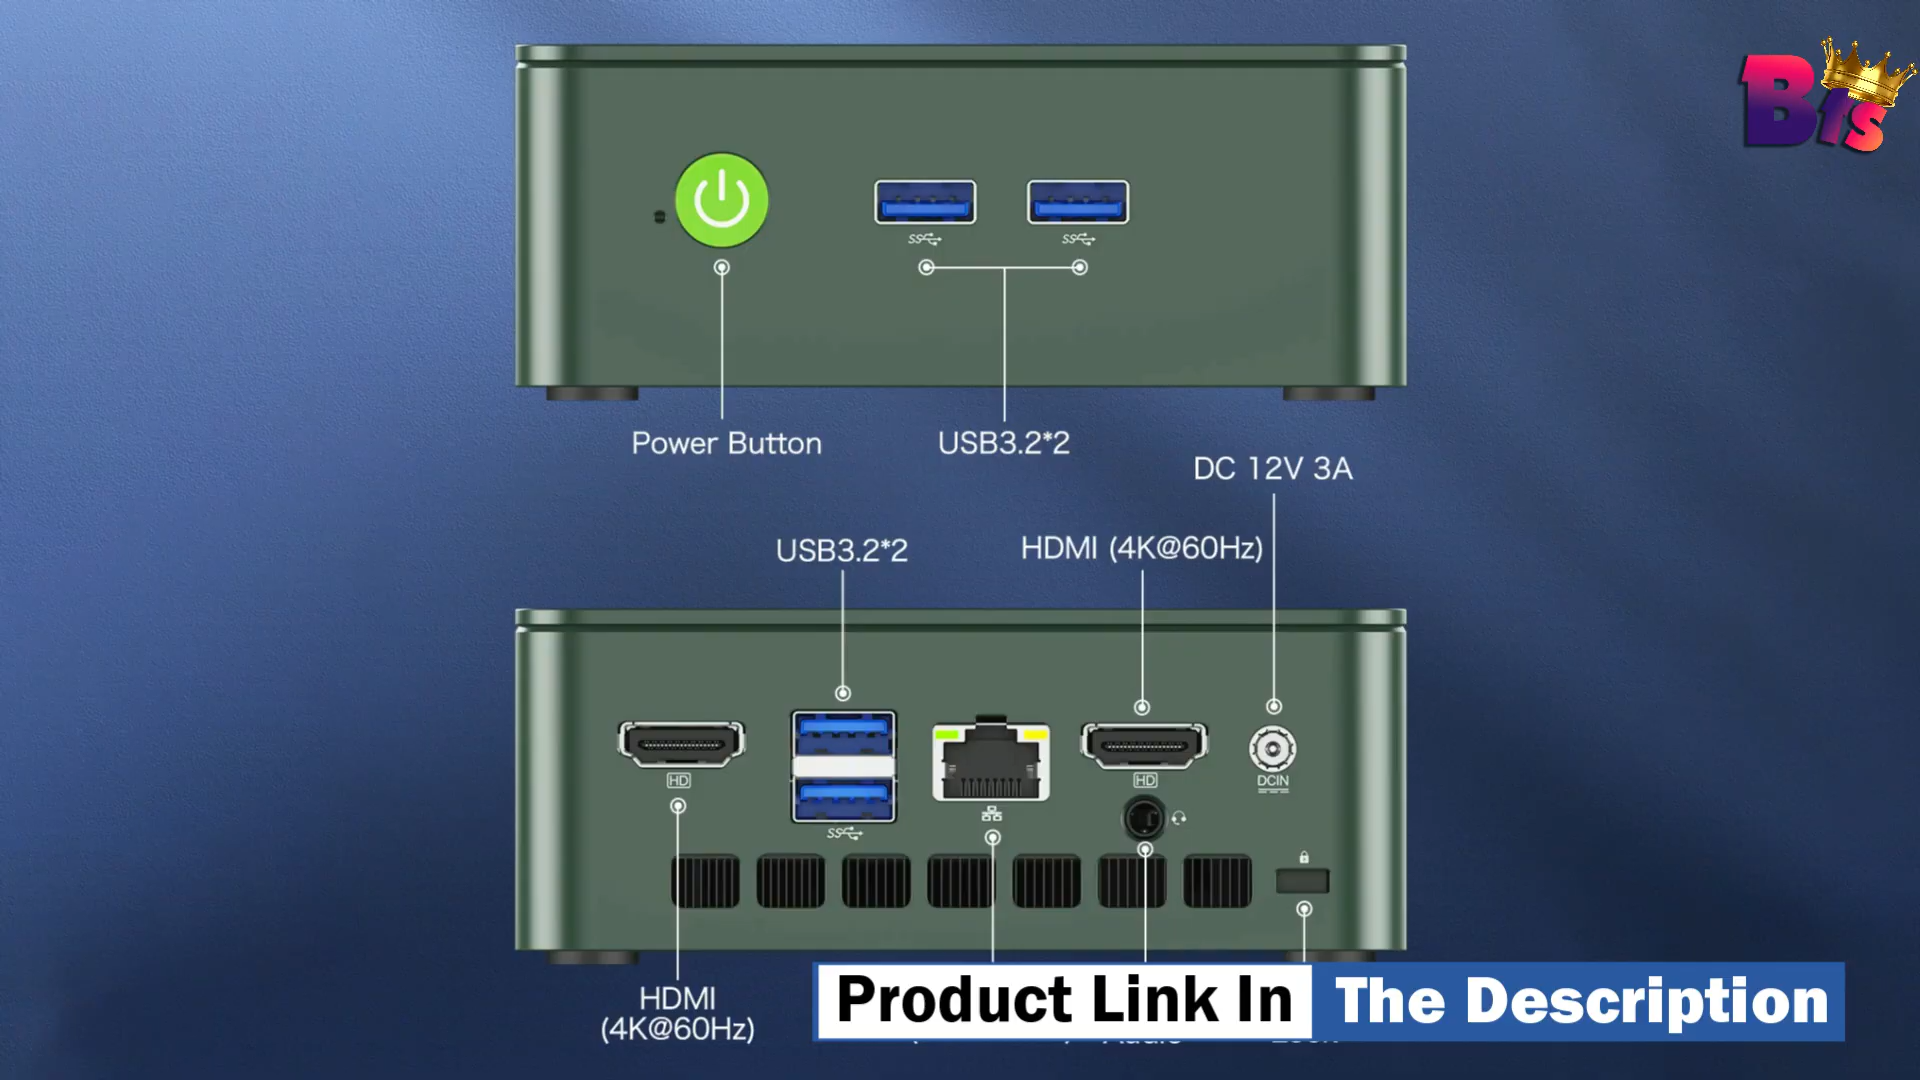 Bfs
Power Button
USB3.2*2
DC 12V 3A
USB3.2*2
HDMI (4K@60Hz)
HD
HD
DCIN
HDMI
(4K@60Hz)
Product Link In The Description